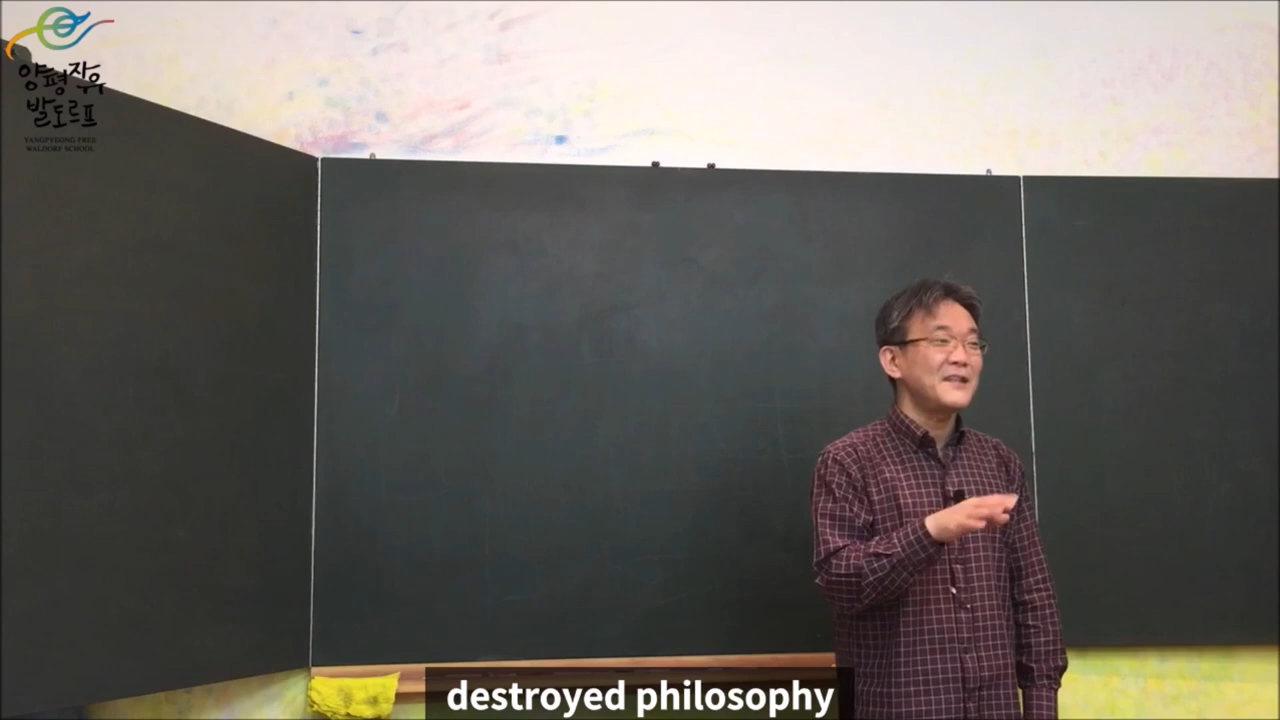 양평자유
발도르프
YANGPYEONG FREE
WALDORF SCHOOL
destroyed philosophy